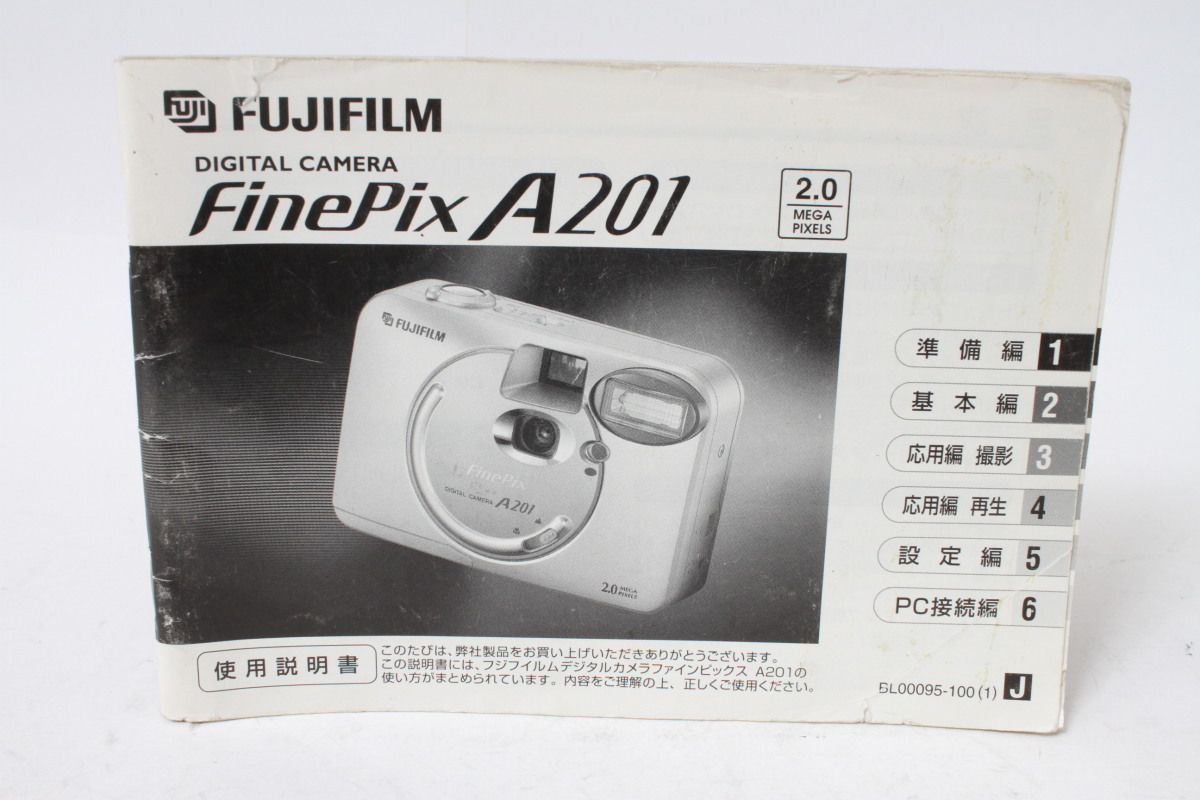 FUJI FUJIFILM
DIGITAL CAMERA
FinePix A201
2.0
MEGA
PIXELS
FUJIFILM
FinePix
DIGITAL CAMERA A201
2.0 MEGA
PIXELS
準備編 1
基本編 2
応用編 撮影 3
応用編 再生 4
設定編 5
PC接続編 6
使用説明書
このたびは、弊社製品をお買い上げいただきありがとうございます。
この説明書には、フジフイルムデジタルカメラファインピックス A201の
使い方がまとめられています。内容をご理解の上、正しくご使用ください。
BL00095-100(1) J